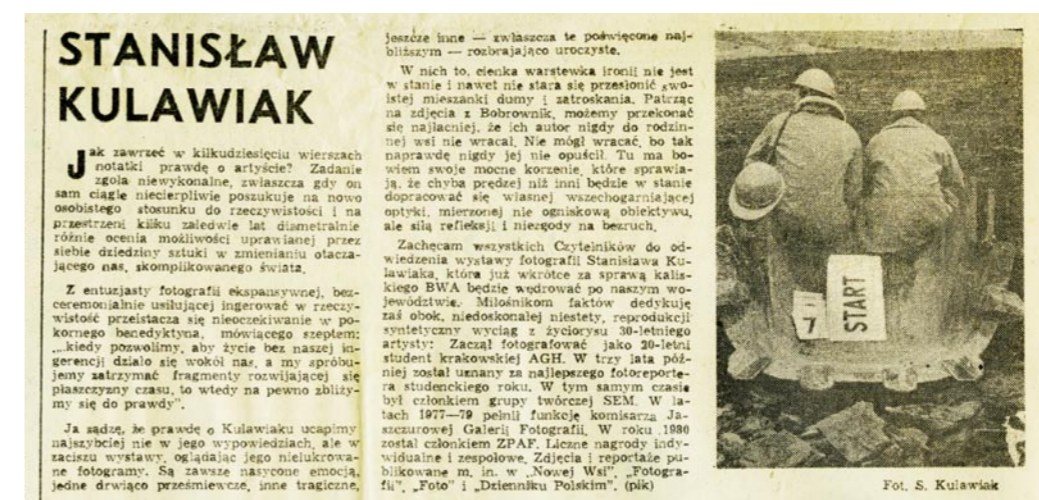 STANISŁAW
KULAWIAK
Jak zawrzeć w kilkudziesięciu wierszach
notatki prawdę o artyście? Zadanie
zgoła niewykonalne, zwłaszcza gdy on
sam ciągle niecierpliwie poszukuje na nowo
osobistego stosunku do rzeczywistości i na
przestrzeni kilku zaledwie lat diametralnie
różnie ocenia możliwości uprawianej przez
siebie dziedziny sztuki w zmienianiu otacza-
jącego nas, skomplikowanego świata.
Z entuzjasty fotografii ekspansywnej, bez-
ceremonialnie usiłującej ingerować w rzeczy-
wistość przeistacza się nieoczekiwanie w po-
kornego benedyktyna, mówiącego szeptem:
„...kiedy pozwolimy, aby życie bez naszej in-
gerencji działo się wokół nas, a my spróbu-
jemy zatrzymać fragmenty rozwijającej się
płaszczyzny czasu, to wtedy na pewno zbliży-
my się do prawdy”.
Ja sądzę, że prawdę o Kulawiaku ucapimy
najszybciej nie w jego wypowiedziach, ale w
zaciszu wystawy, oglądając jego nielukrowa-
ne fotogramy. Są zawsze nasycone emocją,
jedne drwiąco prześmiewcze, inne tragiczne,
jeszcze inne — zwłaszcza te poświęcone naj-
bliższym — rozbrajająco uroczyste.
W nich to, cienka warstewka ironii nie jest
w stanie i nawet nie stara się przesłonić swo-
istej mieszanki dumy i zatroskania. Patrząc
na zdjęcia z Bobrownik, możemy przekonać
się najłacniej, że ich autor nigdy do rodzin-
nej wsi nie wracał. Nie mógł wracać, bo tak
naprawdę nigdy jej nie opuścił. Tu ma bo-
wiem swoje mocne korzenie, które sprawia-
ją, że chyba prędzej niż inni będzie w stanie
dopracować się własnej wszechogarniającej
optyki, mierzonej nie ogniskową obiektywu,
ale siłą refleksji i niezgody na bezruch.
Zachęcam wszystkich Czytelników do od-
wiedzenia wystawy fotografii Stanisława Ku-
lawiaka, która już wkrótce za sprawą kalis-
kiego BWA będzie wędrować po naszym wo-
jewództwie. Miłośnikom faktów dedykuję
zaś obok, niedoskonałej niestety, reprodukcji
syntetyczny wyciąg z życiorysu 30-letniego
artysty: Zaczął fotografować jako 20-letni
student krakowskiej AGH. W trzy lata póź-
niej został uznany za najlepszego fotoreporte-
ra studenckiego roku. W tym samym czasie
był członkiem grupy twórczej SEM. W la-
tach 1977—79 pełnił funkcję komisarza Ja-
szczurowej Galerii Fotografii. W roku 1980
został członkiem ZPAF. Liczne nagrody indy-
widualne i zespołowe. Zdjęcia i reportaże pu-
blikowane m. in. w „Nowej Wsi”, „Fotogra-
fii”, „Foto” i „Dzienniku Polskim”. (pik)
7
START
Fot. S. Kulawiak